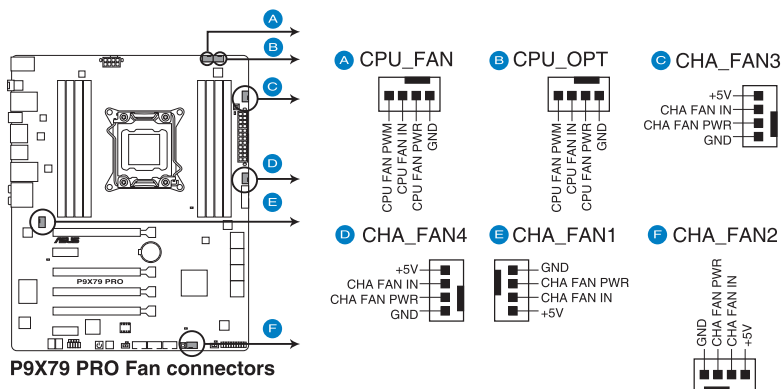 A
B
C
D
E
F
ASUS
P9X79 PRO
P9X79 PRO Fan connectors
A CPU_FAN
CPU FAN PWM
CPU FAN IN
CPU FAN PWR
GND
B CPU_OPT
CPU FAN PWM
CPU FAN IN
CPU FAN PWR
GND
C CHA_FAN3
+5V
CHA FAN IN
CHA FAN PWR
GND
D CHA_FAN4
+5V
CHA FAN IN
CHA FAN PWR
GND
E CHA_FAN1
GND
CHA FAN PWR
CHA FAN IN
+5V
F CHA_FAN2
GND
CHA FAN PWR
CHA FAN IN
+5V